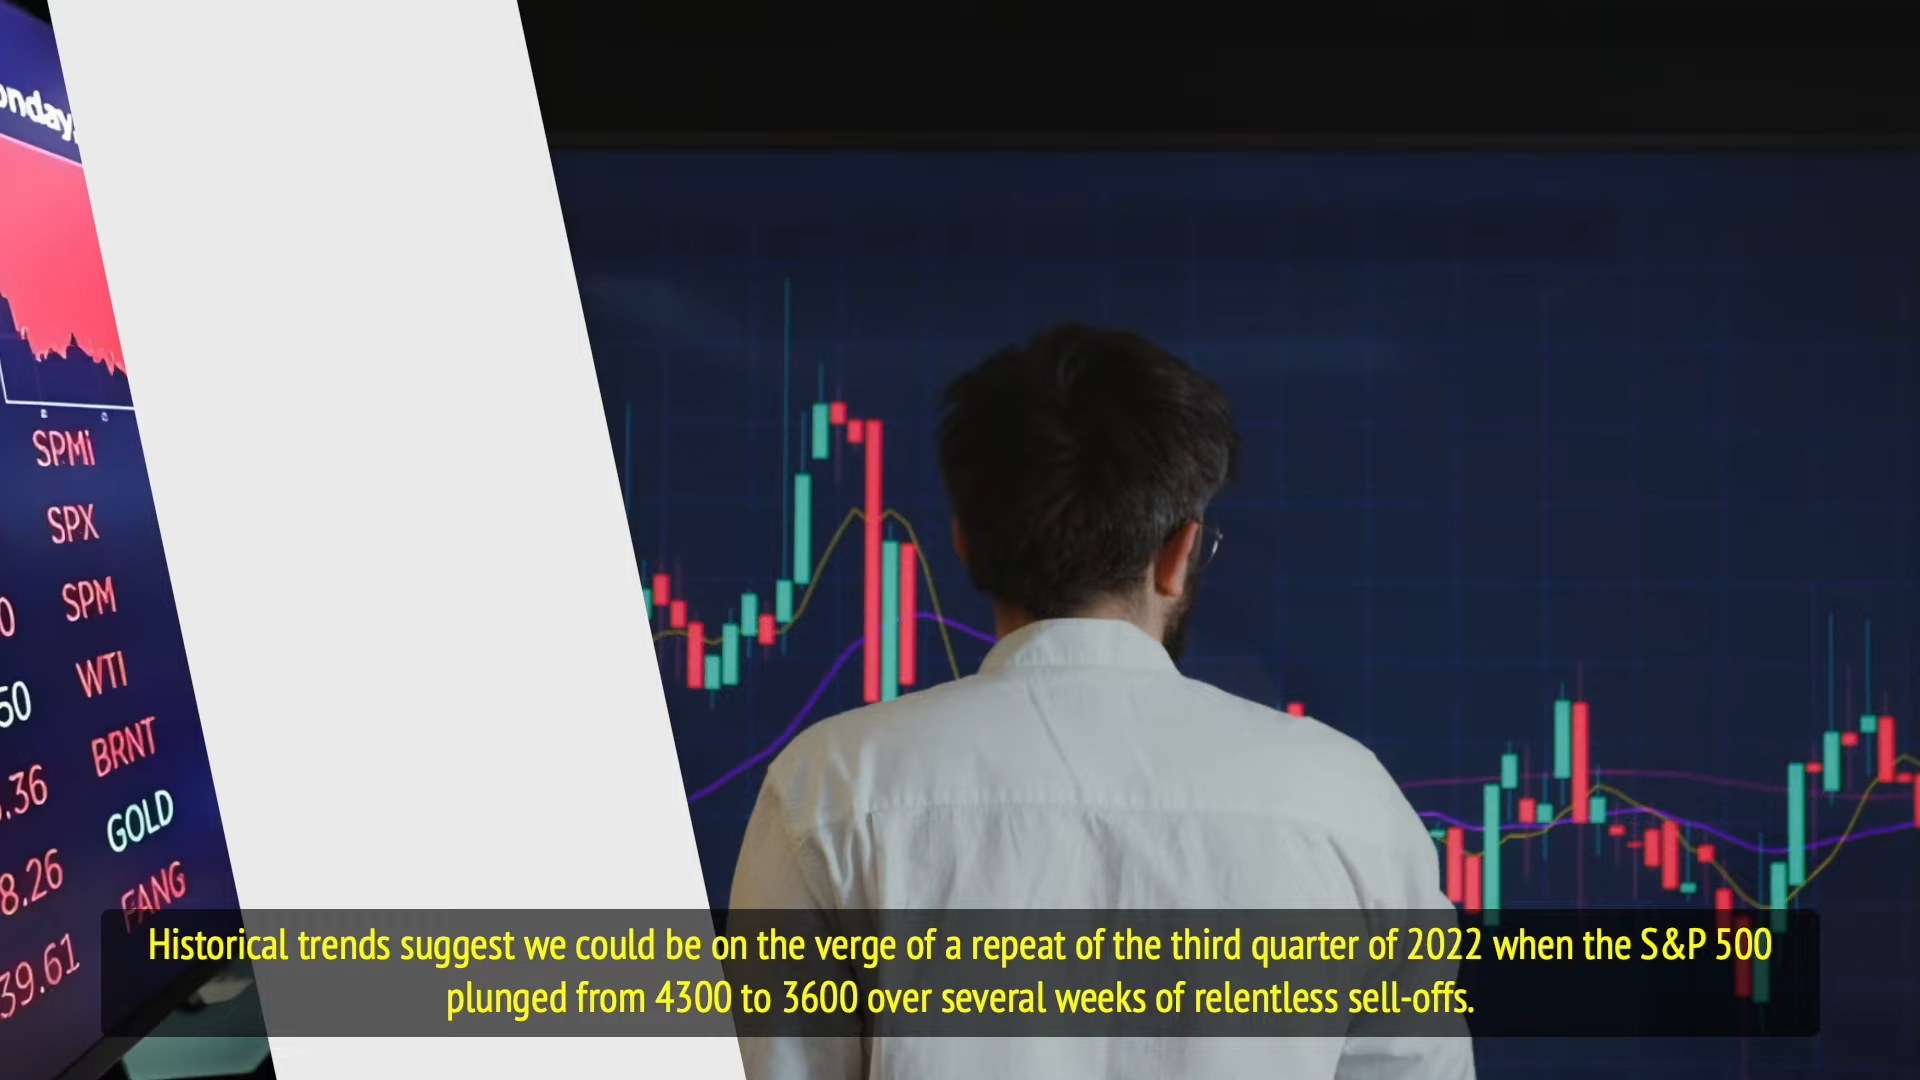 onday,
SPMi
SPX
SPM
0
WTI
50
BRNT
.36
GOLD
8.26
FANG
39.61
Historical trends suggest we could be on the verge of a repeat of the third quarter of 2022 when the S&P 500
plunged from 4300 to 3600 over several weeks of relentless sell-offs.